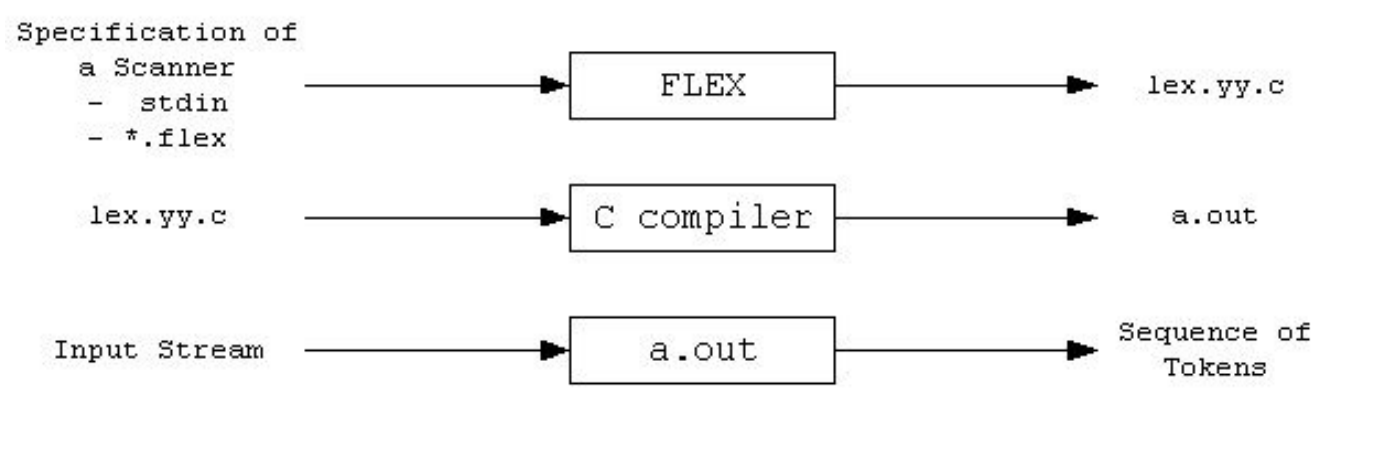 Specification of
a Scanner
- stdin
- *.flex
FLEX
lex.yy.c
lex.yy.c
C compiler
a.out
Input Stream
a.out
Sequence of
Tokens